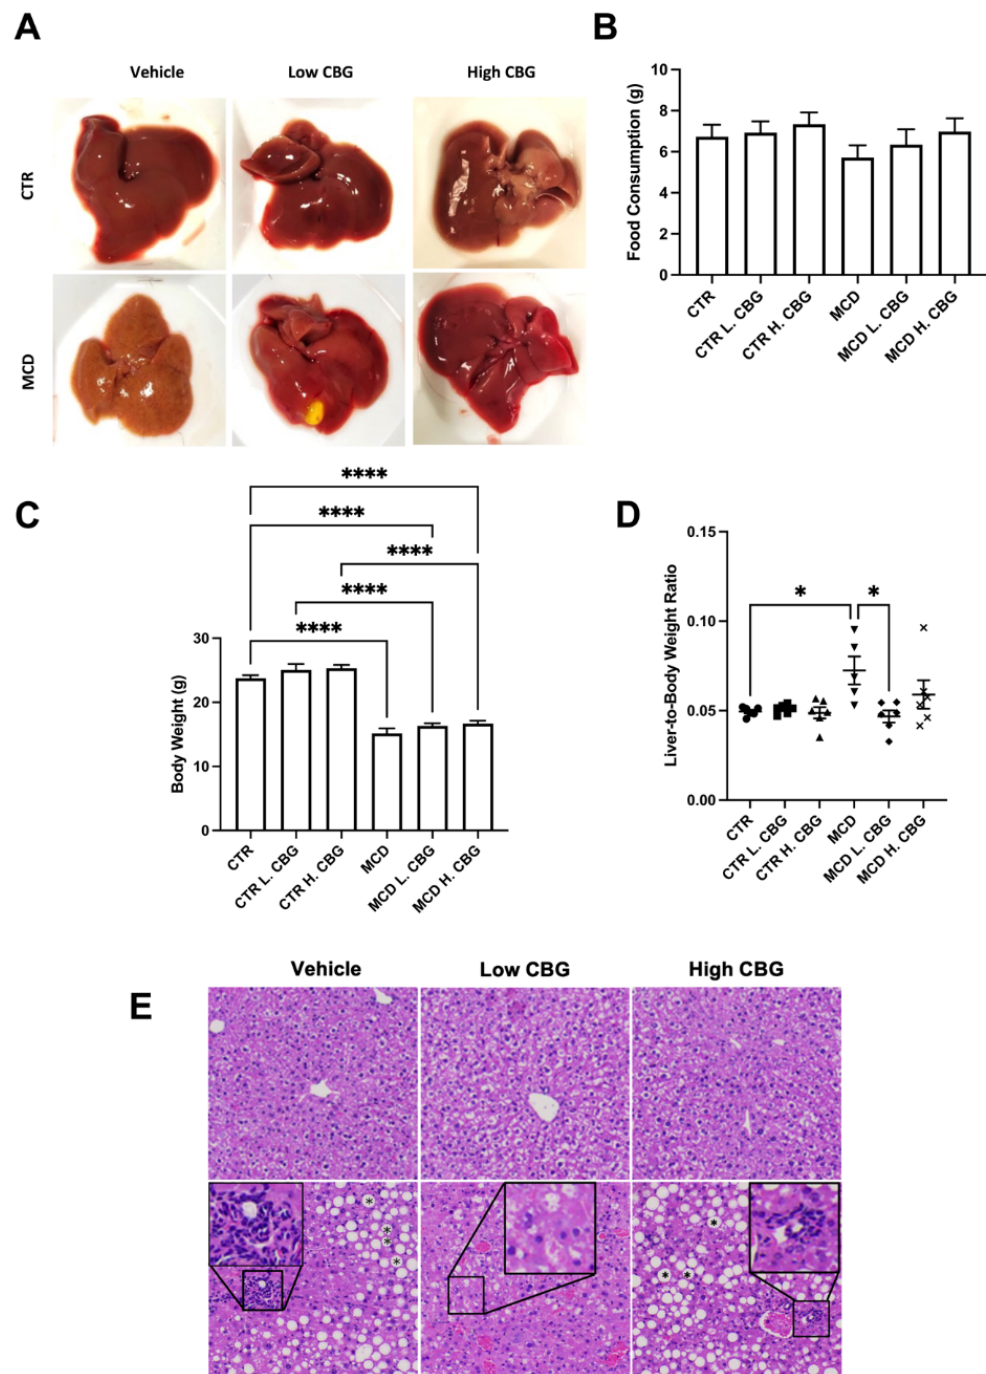 A
Vehicle Low CBG High CBG
CTR
MCD
B
Food Consumption (g)
10
8
6
4
2
0
CTR
CTR L. CBG
CTR H. CBG
MCD
MCD L. CBG
MCD H. CBG
C
****
****
****
****
****
Body Weight (g)
30
20
10
0
CTR
CTR L. CBG
CTR H. CBG
MCD
MCD L. CBG
MCD H. CBG
D
Liver-to-Body Weight Ratio
0.15
0.10
0.05
0.00
* *
CTR
CTR L. CBG
CTR H. CBG
MCD
MCD L. CBG
MCD H. CBG
E
Vehicle Low CBG High CBG